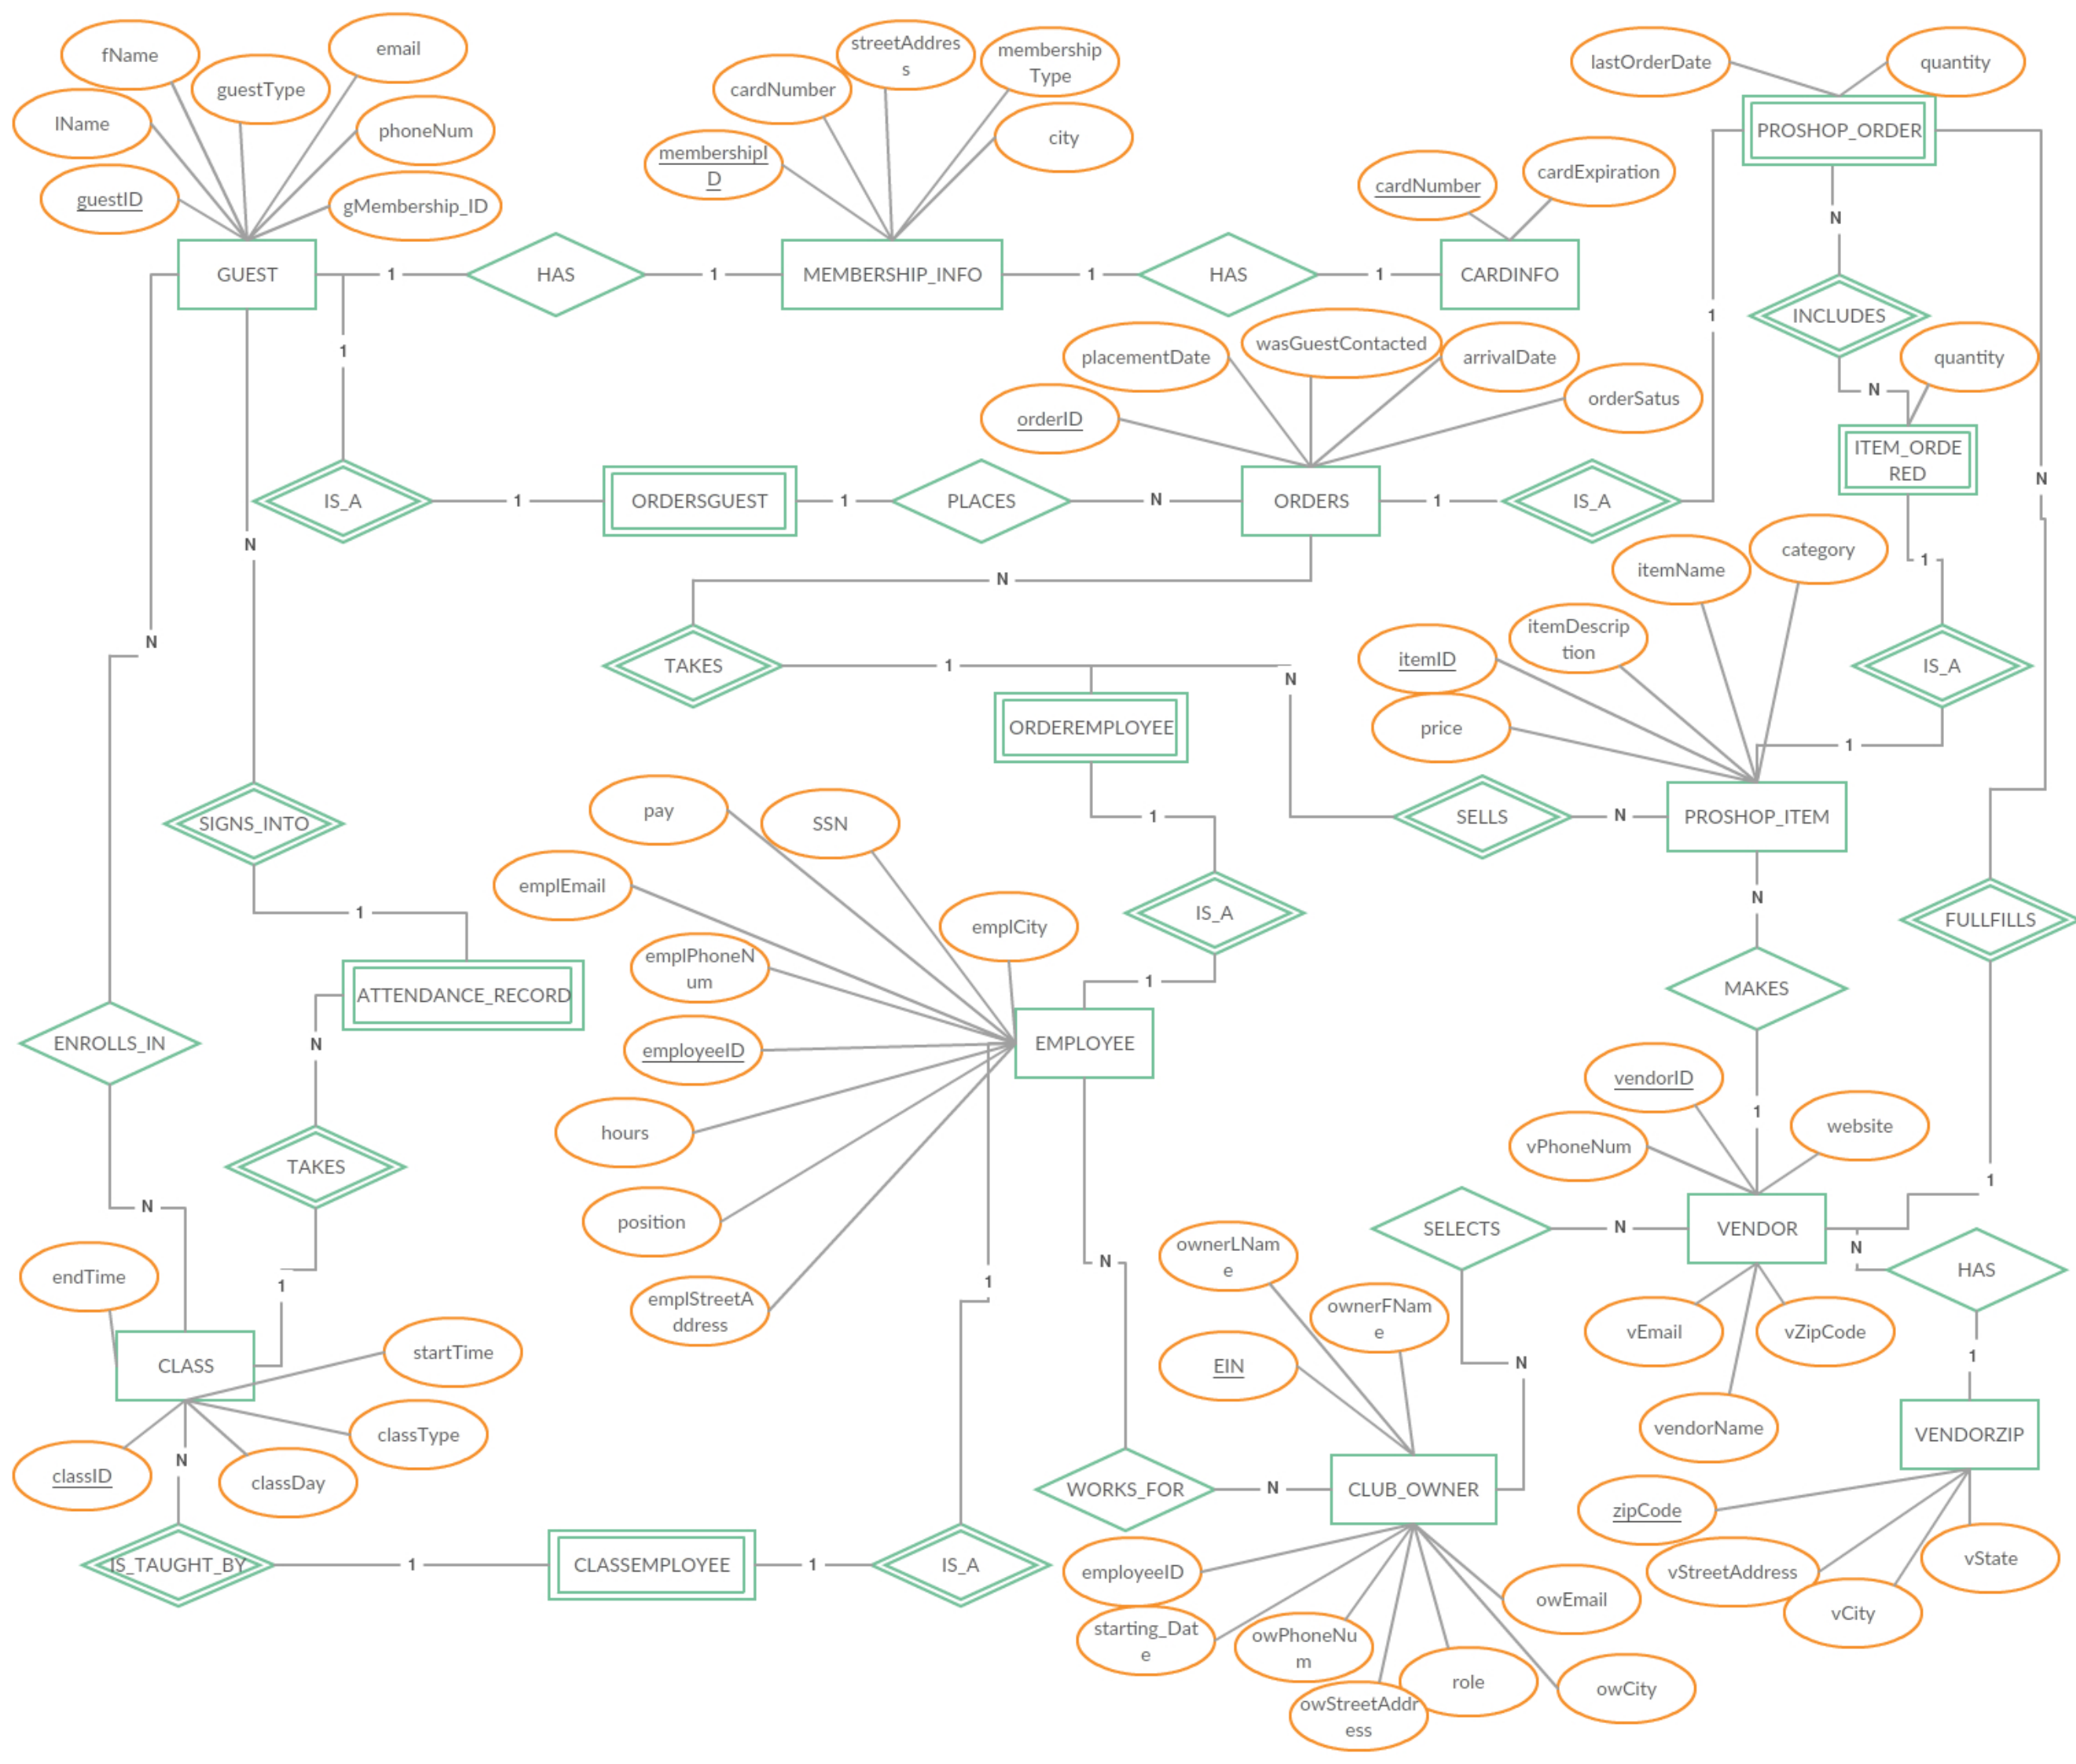 fName
email
guestType
lName
phoneNum
guestID
gMembership_ID
streetAddres
s
membership
Type
cardNumber
city
membershipI
D
lastOrderDate
quantity
PROSHOP_ORDER
cardNumber
cardExpiration
GUEST
1
HAS
1
MEMBERSHIP_INFO
1
HAS
1
CARDINFO
N
INCLUDES
1
1
quantity
N
placementDate
wasGuestContacted
arrivalDate
orderSatus
orderID
ITEM_ORDE
RED
IS_A
1
ORDERSGUEST
1
PLACES
N
ORDERS
1
IS_A
N
N
1
category
itemName
N
itemDescrip
tion
itemID
price
IS_A
1
N
TAKES
1
N
ORDEREMPLOYEE
1
SELLS
N
PROSHOP_ITEM
SIGNS_INTO
1
pay
SSN
emplEmail
emplCity
emplPhoneN
um
employeeID
hours
position
emplStreetA
ddress
IS_A
1
N
FULLFILLS
MAKES
ATTENDANCE_RECORD
EMPLOYEE
ENROLLS_IN
N
TAKES
1
vendorID
vPhoneNum
website
1
1
N
SELECTS
N
VENDOR
N
HAS
vEmail
vZipCode
vendorName
1
VENDORZIP
zipCode
vStreetAddress
vCity
vState
N
1
endTime
CLASS
startTime
classType
classDay
classID
N
IS_TAUGHT_BY
1
CLASSEMPLOYEE
1
IS_A
1
N
ownerLNam
e
ownerFNam
e
EIN
N
WORKS_FOR
N
CLUB_OWNER
employeeID
starting_Dat
e
owPhoneNu
m
owStreetAddr
ess
role
owEmail
owCity